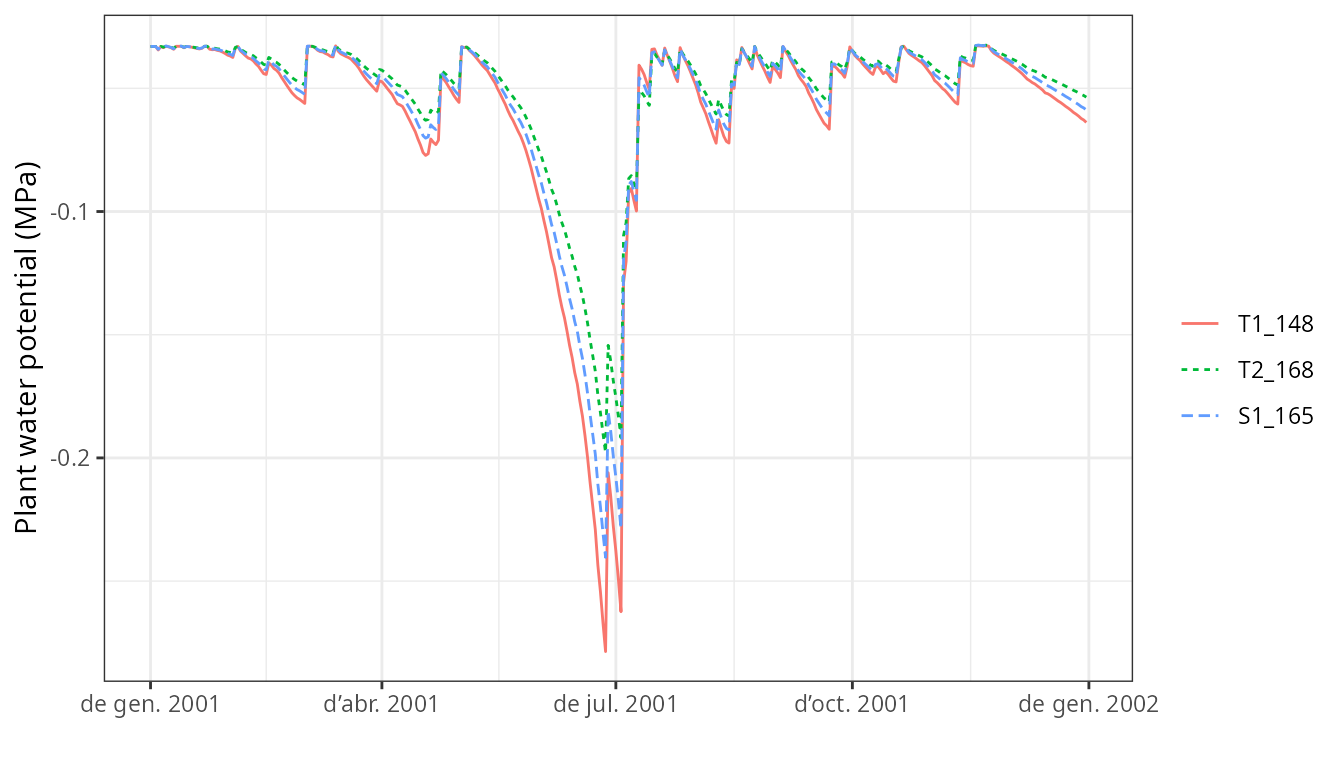 Plant water potential (MPa)
-0.1
-0.2
de gen. 2001
d’abr. 2001
de jul. 2001
d’oct. 2001
de gen. 2002
T1_148
T2_168
S1_165